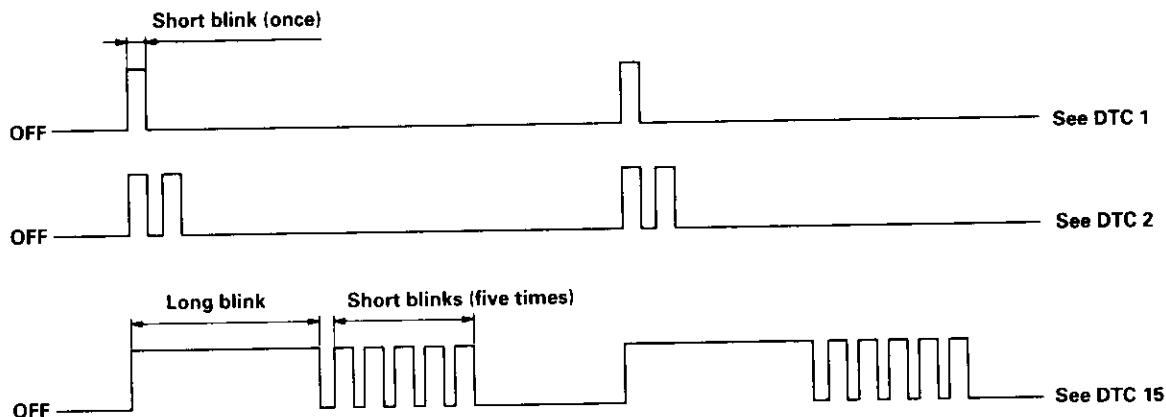 Short blink (once)
OFF
See DTC 1
OFF
See DTC 2
Long blink
Short blinks (five times)
OFF
See DTC 15